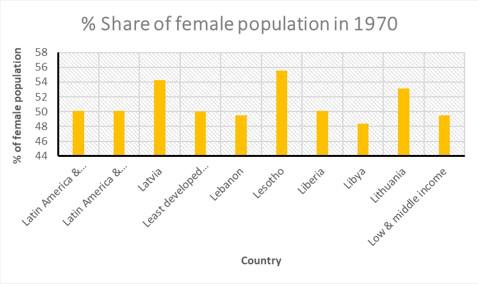 % Share of female population in 1970
% of female population
58
56
54
52
50
48
46
44
Latin America &...
Latin America &...
Latvia
Least developed...
Lebanon
Lesotho
Liberia
Libya
Lithuania
Low & middle income
Country